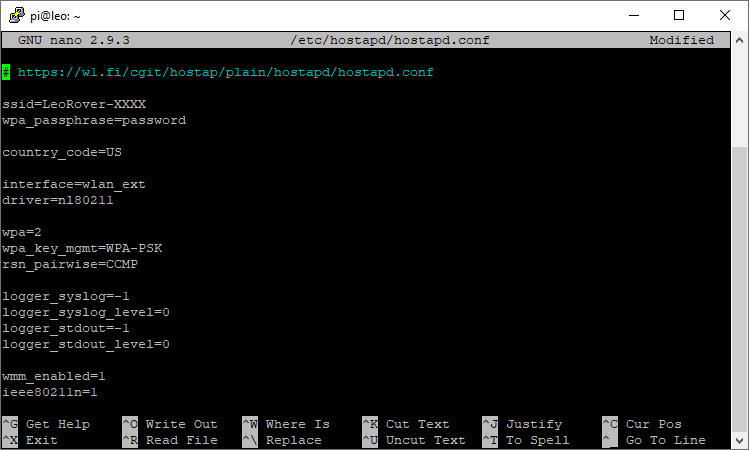 pi@leo: ~
GNU nano 2.9.3 /etc/hostapd/hostapd.conf Modified
# https://w1.fi/cgit/hostap/plain/hostapd/hostapd.conf
ssid=LeoRover-XXXX
wpa_passphrase=password
country_code=US
interface=wlan_ext
driver=nl80211
wpa=2
wpa_key_mgmt=WPA-PSK
rsn_pairwise=CCMP
logger_syslog=-1
logger_syslog_level=0
logger_stdout=-1
logger_stdout_level=0
wmm_enabled=1
ieee80211n=1
^G Get Help ^O Write Out ^W Where Is ^K Cut Text ^J Justify ^C Cur Pos
^X Exit ^R Read File ^\ Replace ^U Uncut Text ^T To Spell ^_ Go To Line